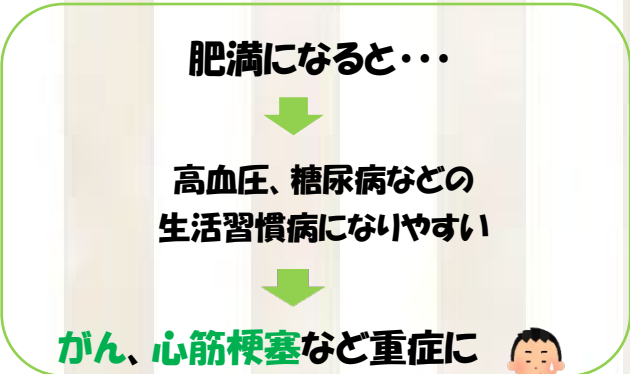 肥満になると・・・
高血圧、糖尿病などの
生活習慣病になりやすい
がん、心筋梗塞など重症に